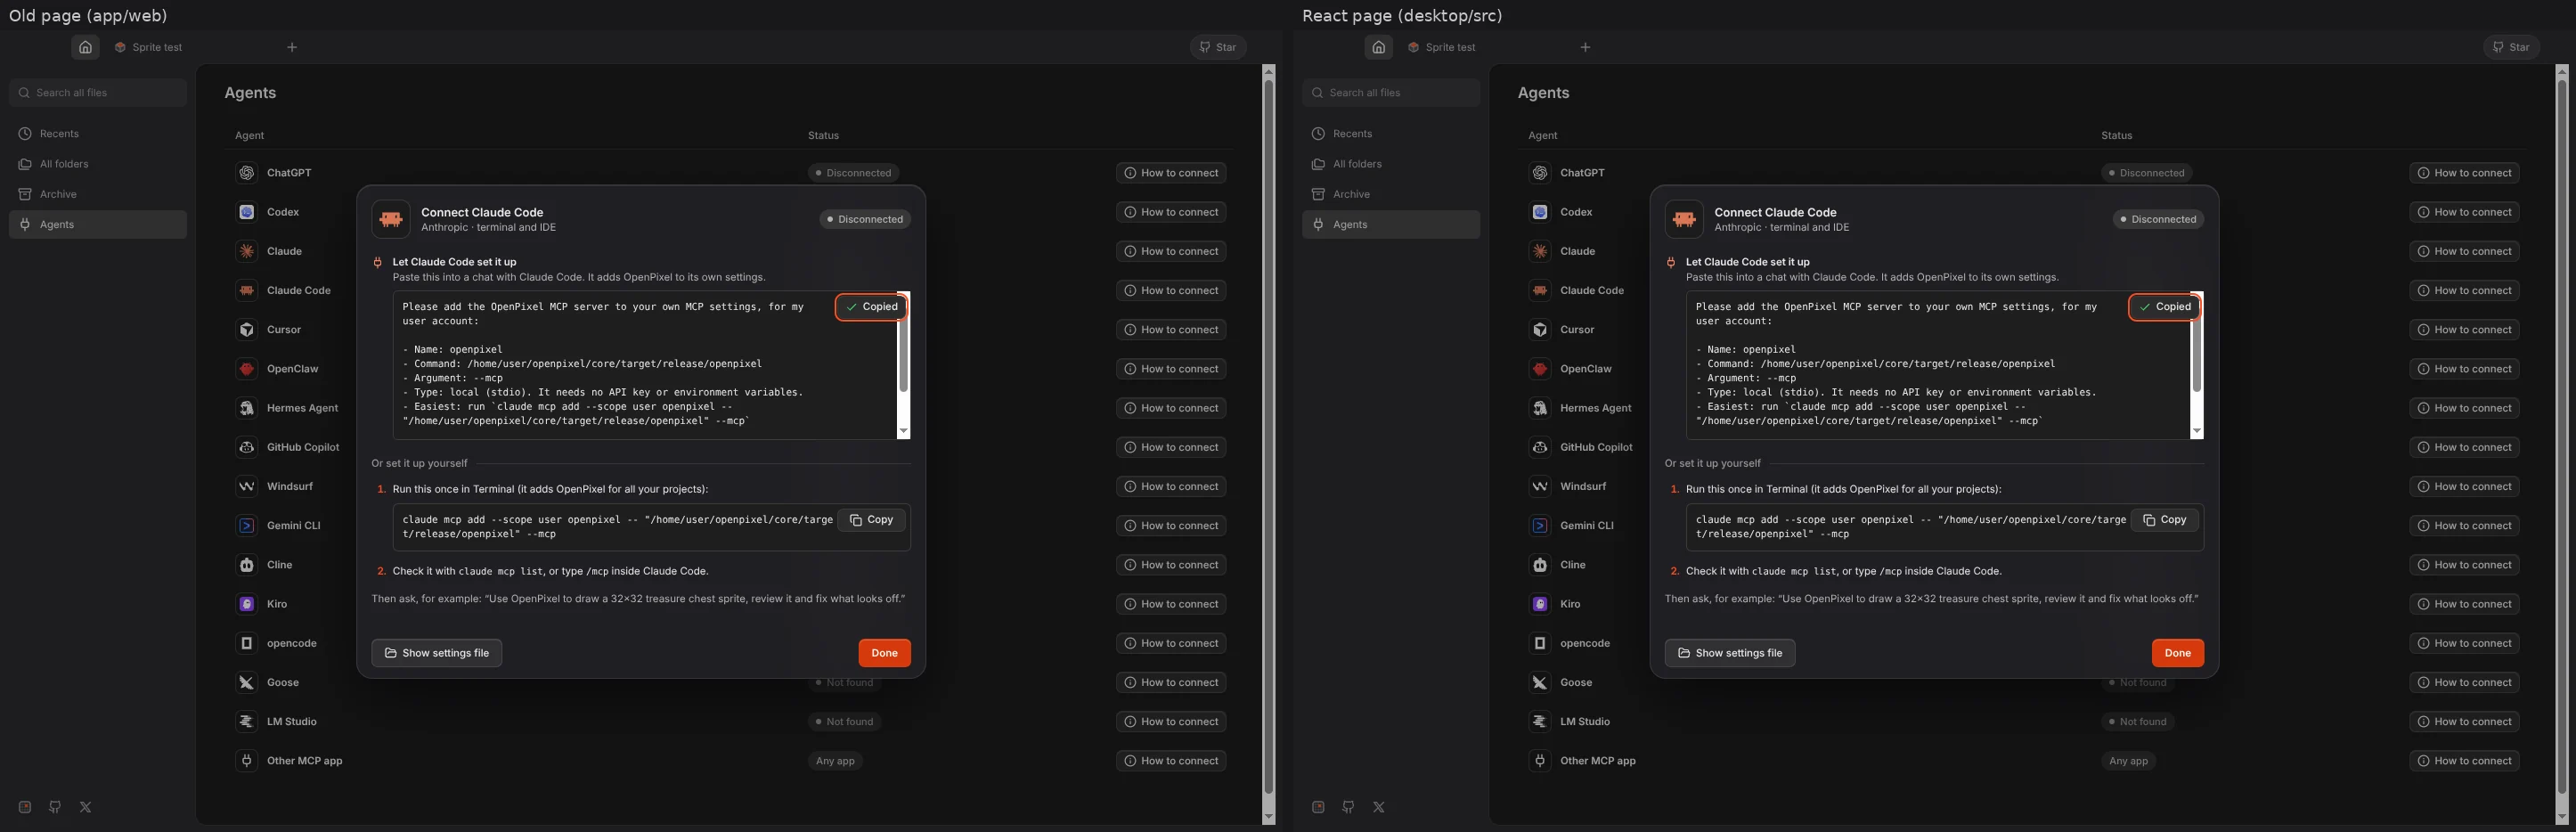 Old page (app/web)
Sprite test
Star
Search all files
Recents
All folders
Archive
Agents
Agents
Agent Status
ChatGPT Disconnected How to connect
Codex How to connect
Claude How to connect
Claude Code How to connect
Cursor How to connect
OpenClaw How to connect
Hermes Agent How to connect
GitHub Copilot How to connect
Windsurf How to connect
Gemini CLI How to connect
Cline How to connect
Kiro How to connect
opencode How to connect
Goose Not found How to connect
LM Studio Not found How to connect
Other MCP app Any app How to connect
Connect Claude Code
Anthropic · terminal and IDE
Disconnected
Let Claude Code set it up
Paste this into a chat with Claude Code. It adds OpenPixel to its own settings.
Please add the OpenPixel MCP server to your own MCP settings, for my
user account:
Copied
- Name: openpixel
- Command: /home/user/openpixel/core/target/release/openpixel
- Argument: --mcp
- Type: local (stdio). It needs no API key or environment variables.
- Easiest: run `claude mcp add --scope user openpixel --
"/home/user/openpixel/core/target/release/openpixel" --mcp`
Or set it up yourself
1. Run this once in Terminal (it adds OpenPixel for all your projects):
claude mcp add --scope user openpixel -- "/home/user/openpixel/core/targe
t/release/openpixel" --mcp
Copy
2. Check it with claude mcp list, or type /mcp inside Claude Code.
Then ask, for example: “Use OpenPixel to draw a 32×32 treasure chest sprite, review it and fix what looks off.”
Show settings file
Done
React page (desktop/src)
Sprite test
Star
Search all files
Recents
All folders
Archive
Agents
Agents
Agent Status
ChatGPT Disconnected How to connect
Codex How to connect
Claude How to connect
Claude Code How to connect
Cursor How to connect
OpenClaw How to connect
Hermes Agent How to connect
GitHub Copilot How to connect
Windsurf How to connect
Gemini CLI How to connect
Cline How to connect
Kiro How to connect
opencode How to connect
Goose Not found How to connect
LM Studio Not found How to connect
Other MCP app Any app How to connect
Connect Claude Code
Anthropic · terminal and IDE
Disconnected
Let Claude Code set it up
Paste this into a chat with Claude Code. It adds OpenPixel to its own settings.
Please add the OpenPixel MCP server to your own MCP settings, for my
user account:
Copied
- Name: openpixel
- Command: /home/user/openpixel/core/target/release/openpixel
- Argument: --mcp
- Type: local (stdio). It needs no API key or environment variables.
- Easiest: run `claude mcp add --scope user openpixel --
"/home/user/openpixel/core/target/release/openpixel" --mcp`
Or set it up yourself
1. Run this once in Terminal (it adds OpenPixel for all your projects):
claude mcp add --scope user openpixel -- "/home/user/openpixel/core/targe
t/release/openpixel" --mcp
Copy
2. Check it with claude mcp list, or type /mcp inside Claude Code.
Then ask, for example: “Use OpenPixel to draw a 32×32 treasure chest sprite, review it and fix what looks off.”
Show settings file
Done